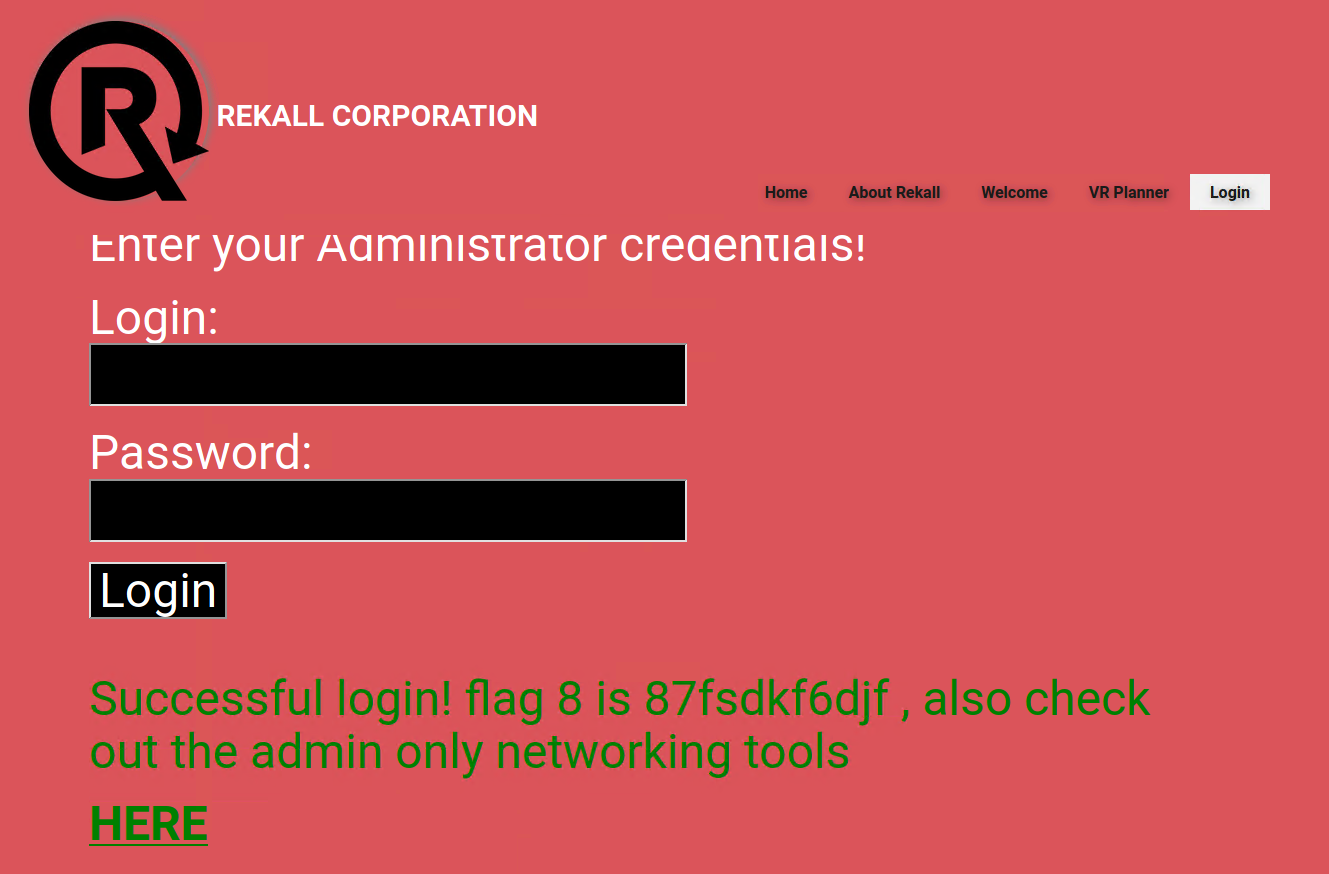 R
REKALL CORPORATION
Home About Rekall Welcome VR Planner Login
Enter your Administrator credentials!
Login:
Password:
Login
Successful login! flag 8 is 87fsdkf6djf , also check
out the admin only networking tools
HERE